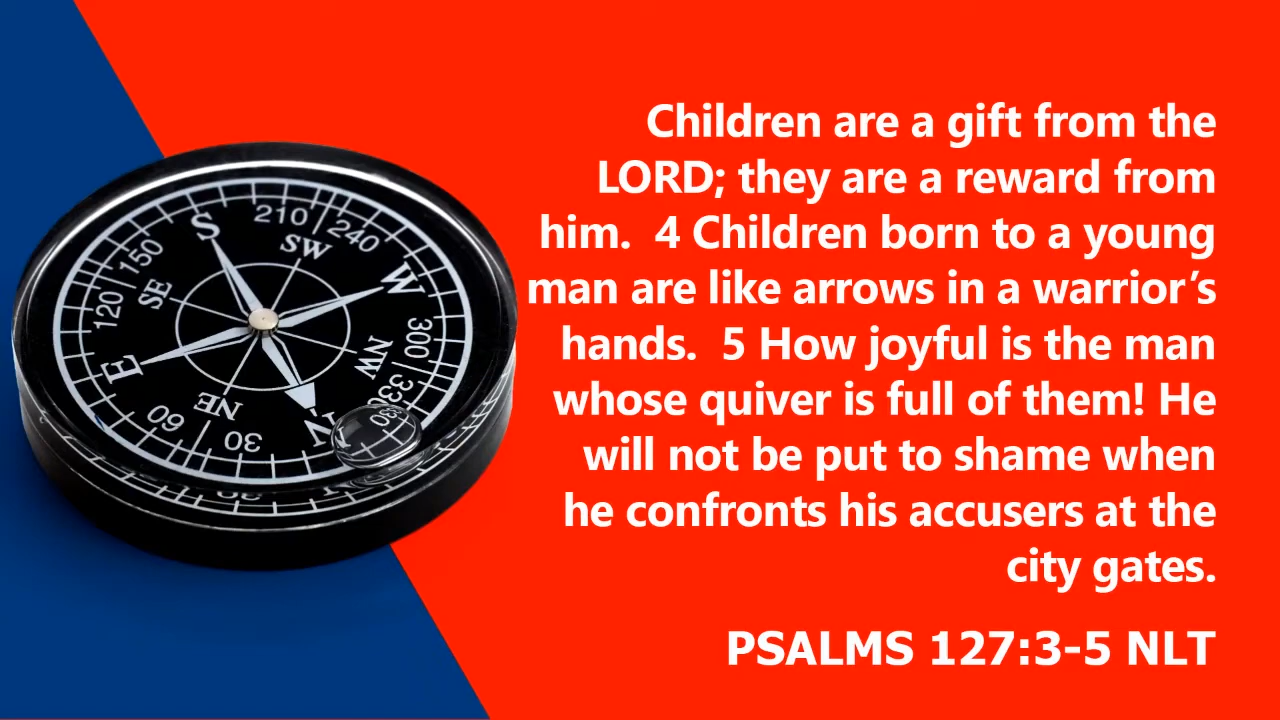 S
210
240
SW
W
150
SE
120
300
NW
E
330
330
NE
60
30
N
Children are a gift from the
LORD; they are a reward from
him.  4 Children born to a young
man are like arrows in a warrior’s
hands.  5 How joyful is the man
whose quiver is full of them! He
will not be put to shame when
he confronts his accusers at the
city gates.
PSALMS 127:3-5 NLT